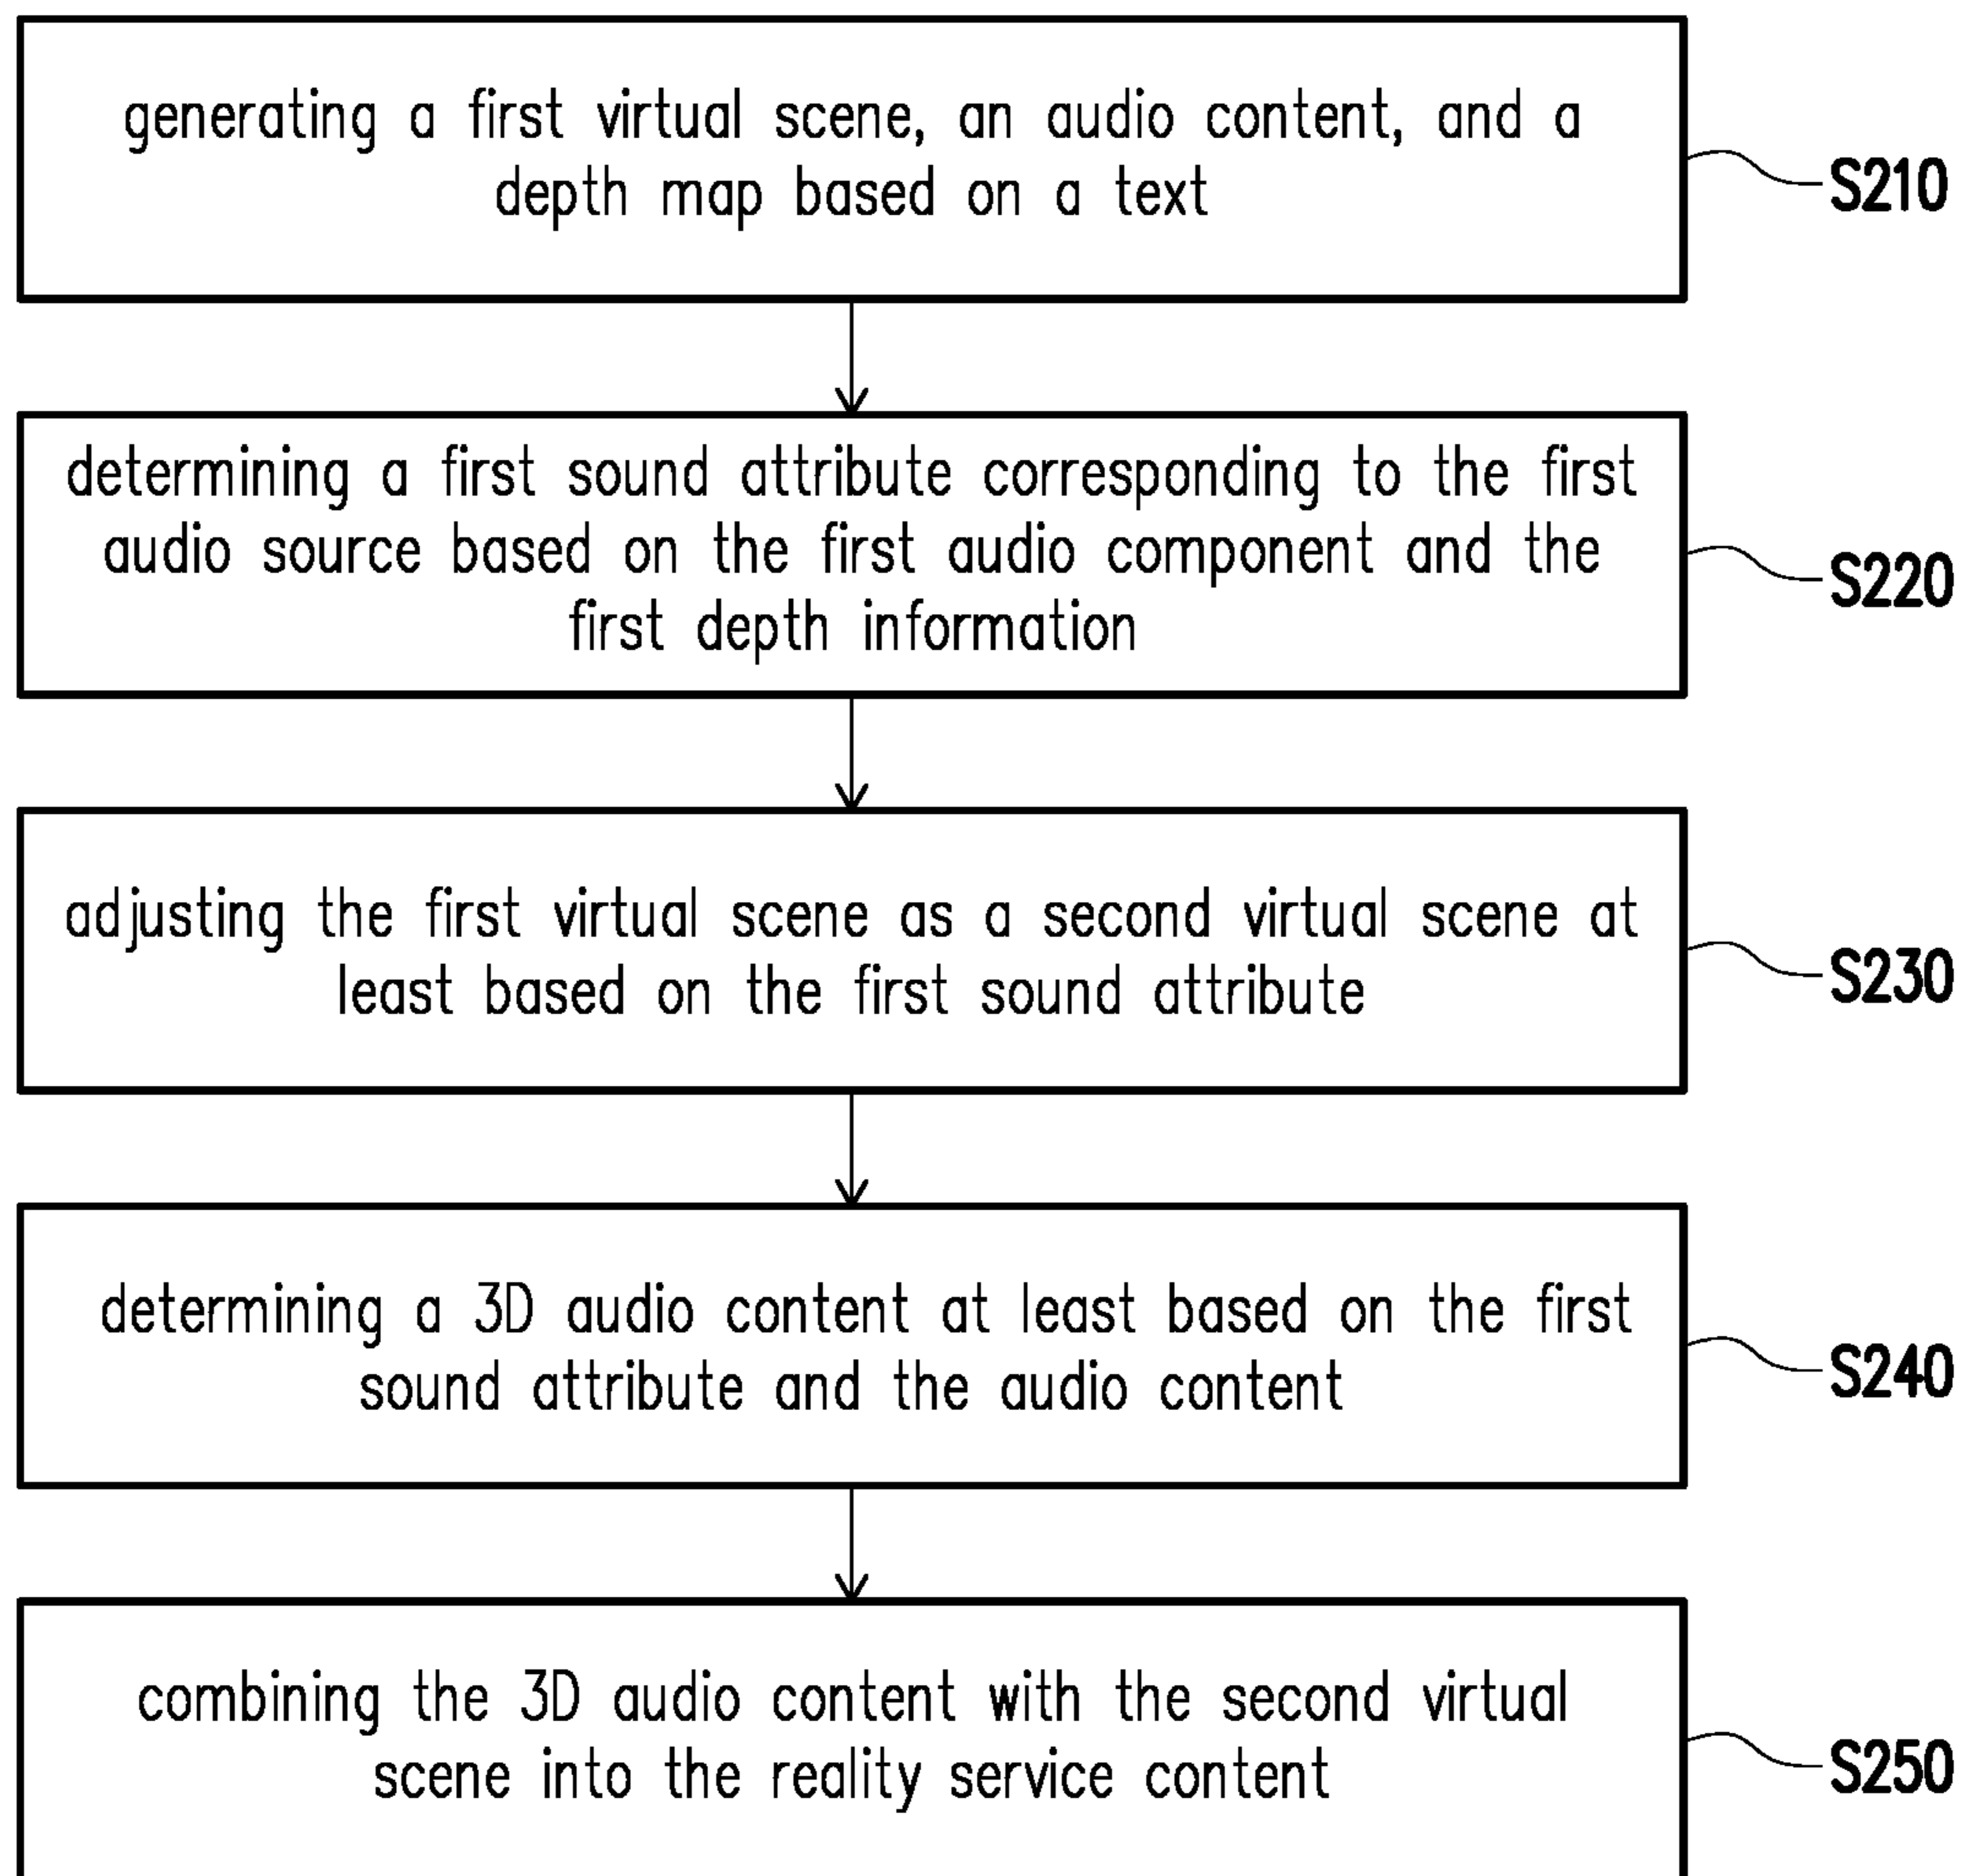 generating a first virtual scene, an audio content, and a
depth map based on a text
S210
determining a first sound attribute corresponding to the first
audio source based on the first audio component and the
first depth information
S220
adjusting the first virtual scene as a second virtual scene at
least based on the first sound attribute
S230
determining a 3D audio content at least based on the first
sound attribute and the audio content
S240
combining the 3D audio content with the second virtual
scene into the reality service content
S250